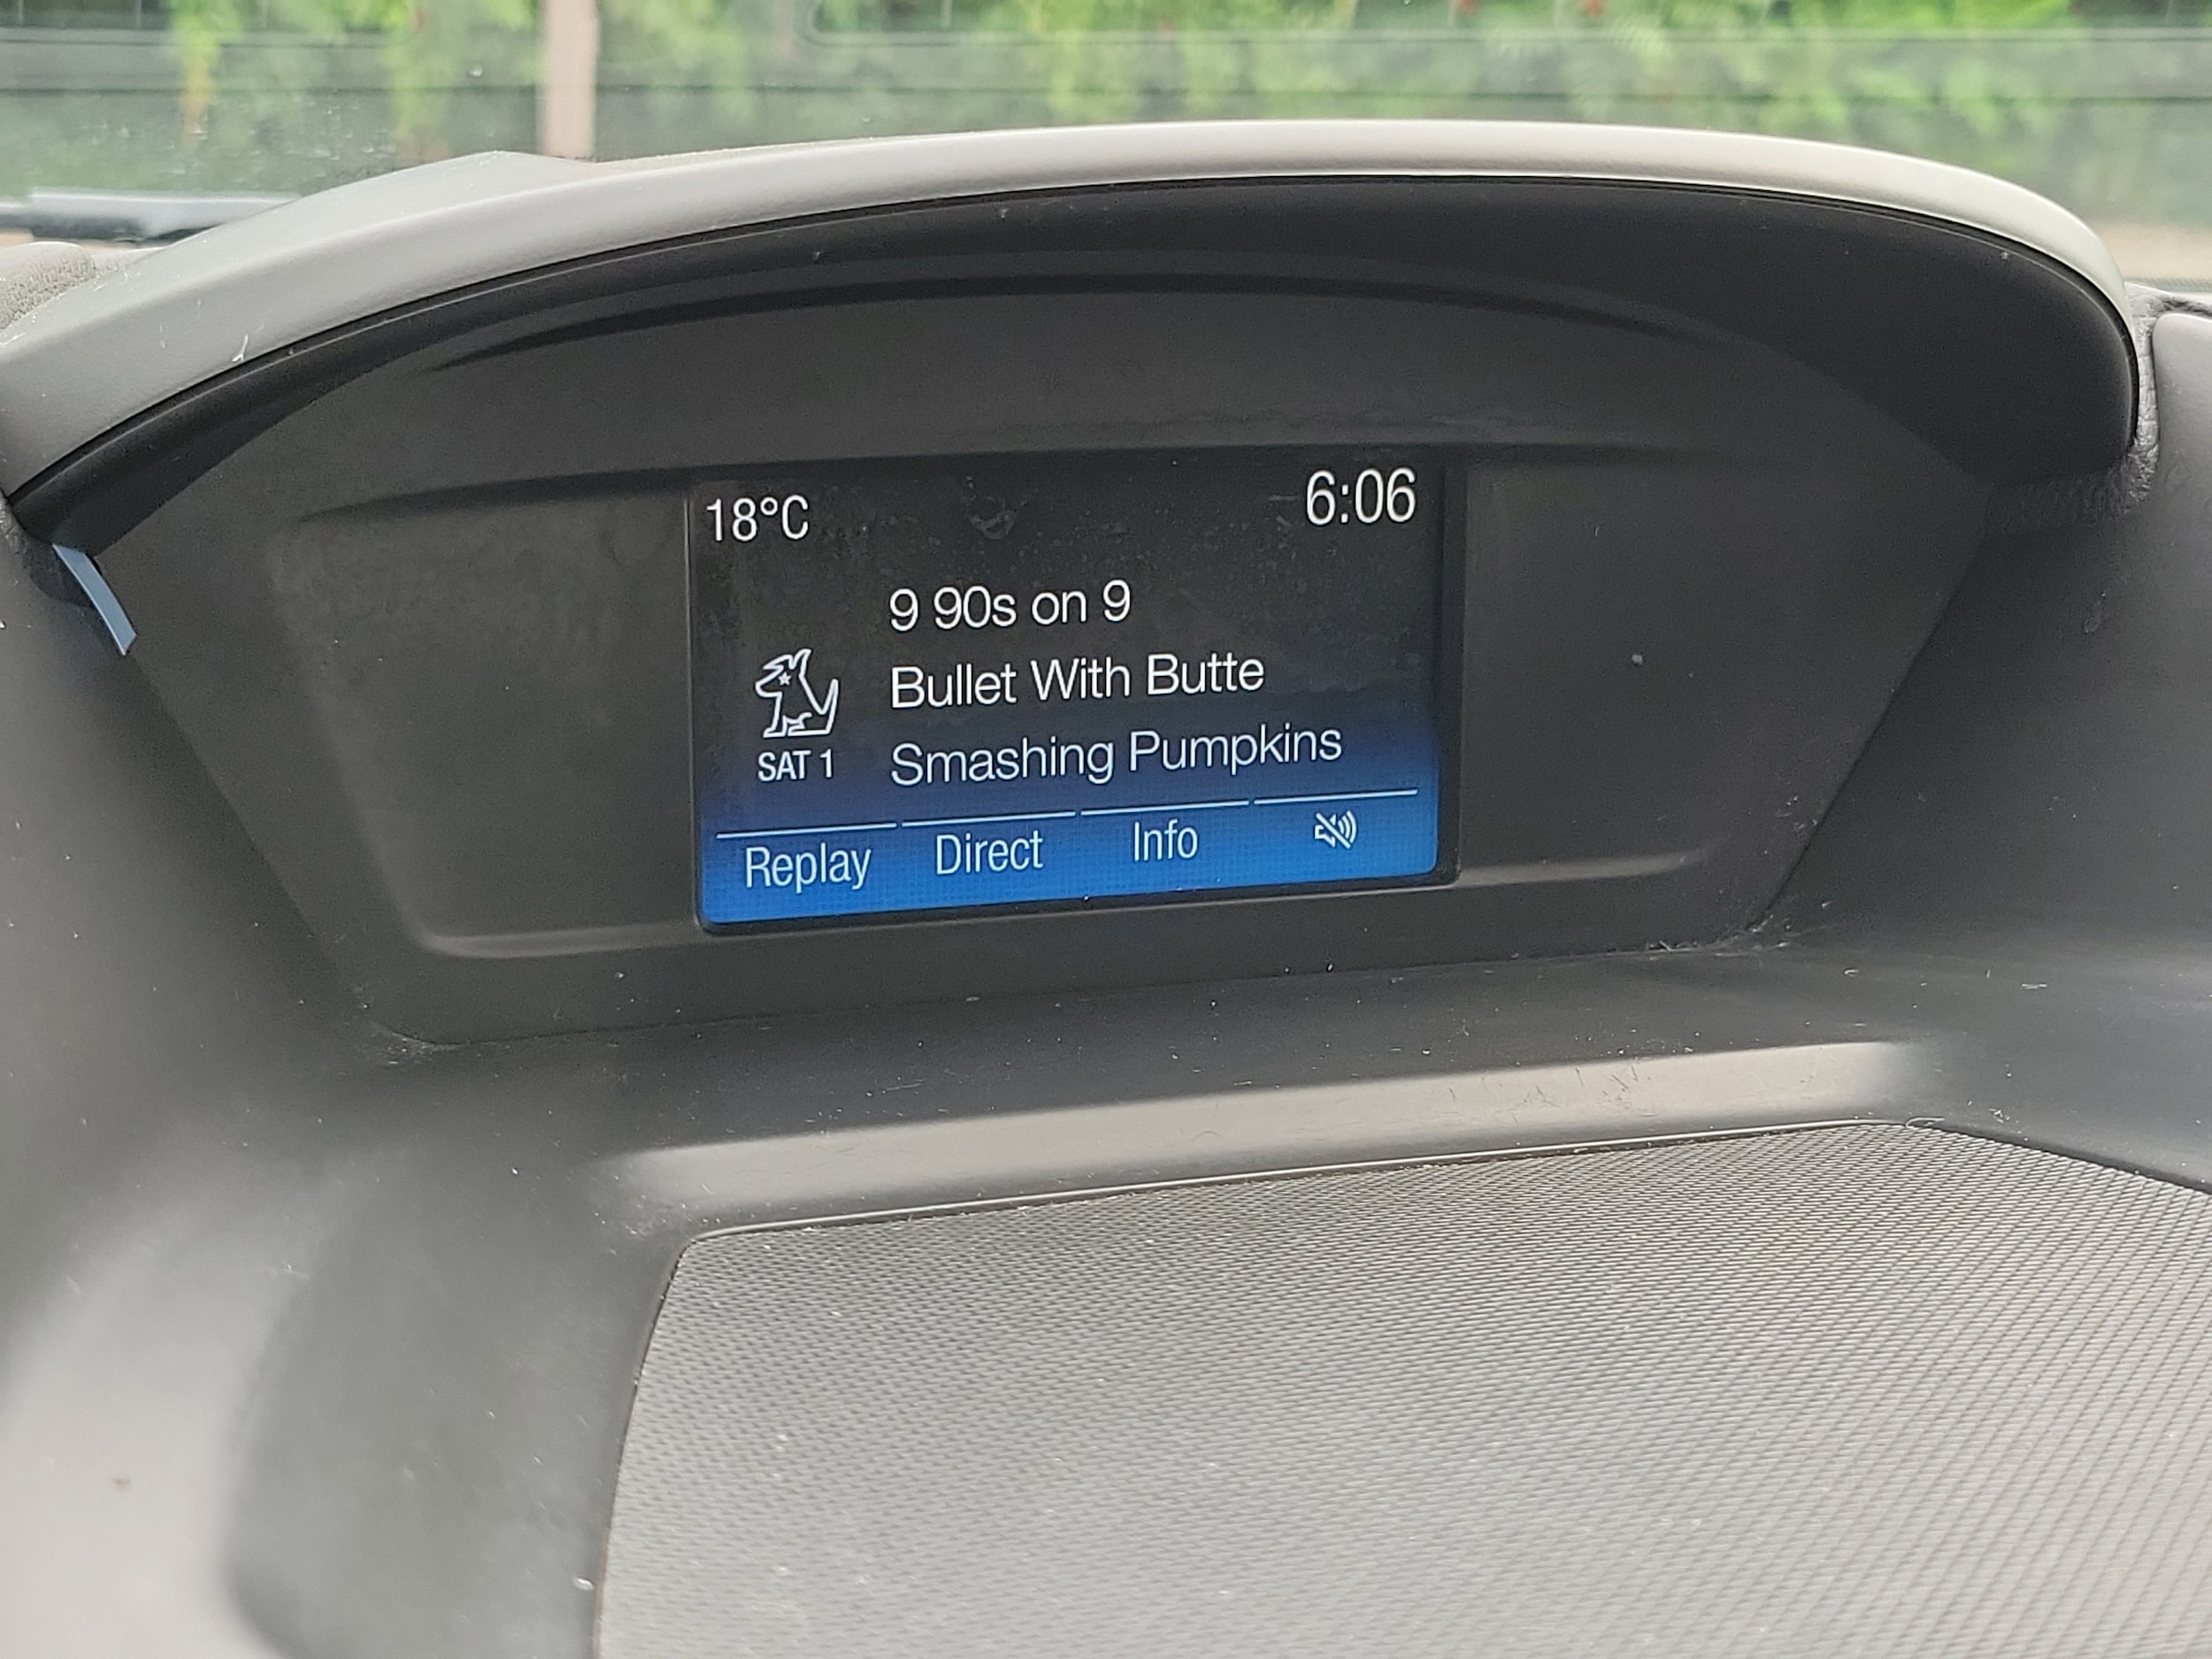 18°C 6:06
9 90s on 9
Bullet With Butte
Smashing Pumpkins
SAT 1
Replay Direct Info